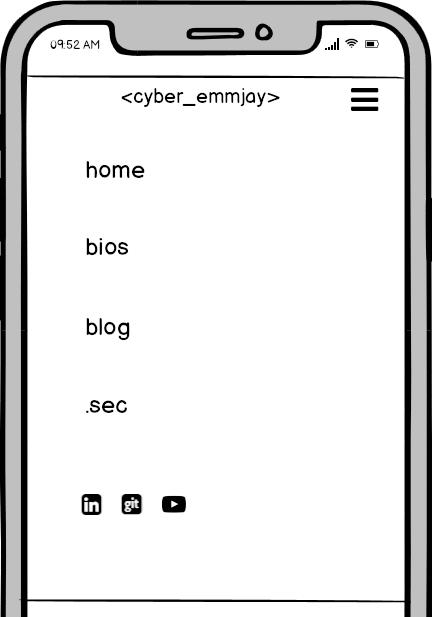 09:52 AM
<cyber_emmjay>
home
bios
blog
.sec
in git